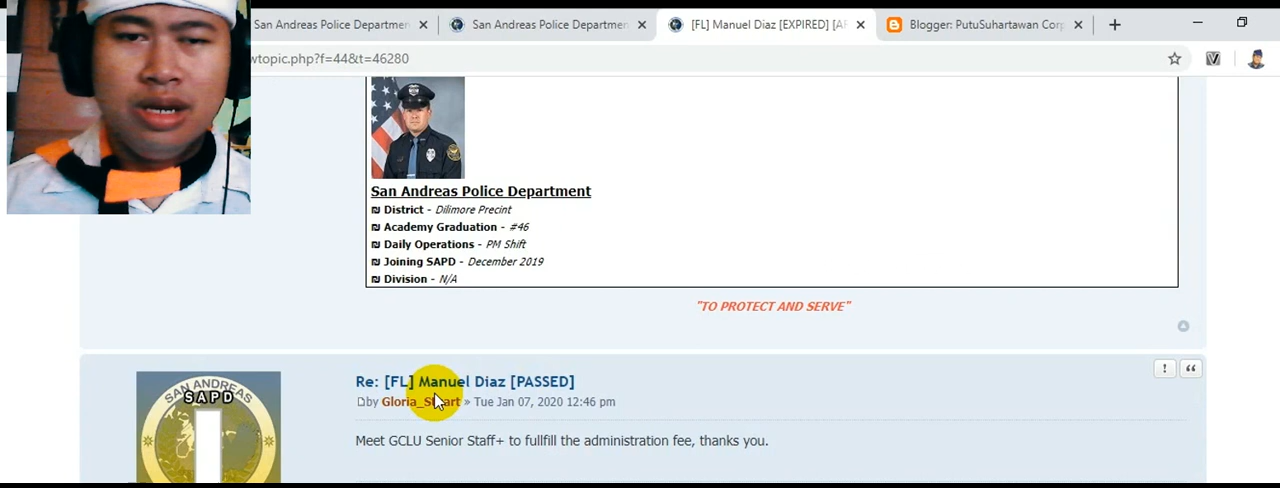 San Andreas Police Departmen
San Andreas Police Departmen
[FL] Manuel Diaz [EXPIRED] [AF
Blogger: PutuSuhartawan Corp
wtopic.php?f=44&t=46280
San Andreas Police Department
₪ District - Dilimore Precint
₪ Academy Graduation - #46
₪ Daily Operations - PM Shift
₪ Joining SAPD - December 2019
₪ Division - N/A
"TO PROTECT AND SERVE"
Re: [FL] Manuel Diaz [PASSED]
by » Tue Jan 07, 2020 12:46 pm
Meet GCLU Senior Staff+ to fullfill the administration fee, thanks you.
SAN ANDREAS
SAPD